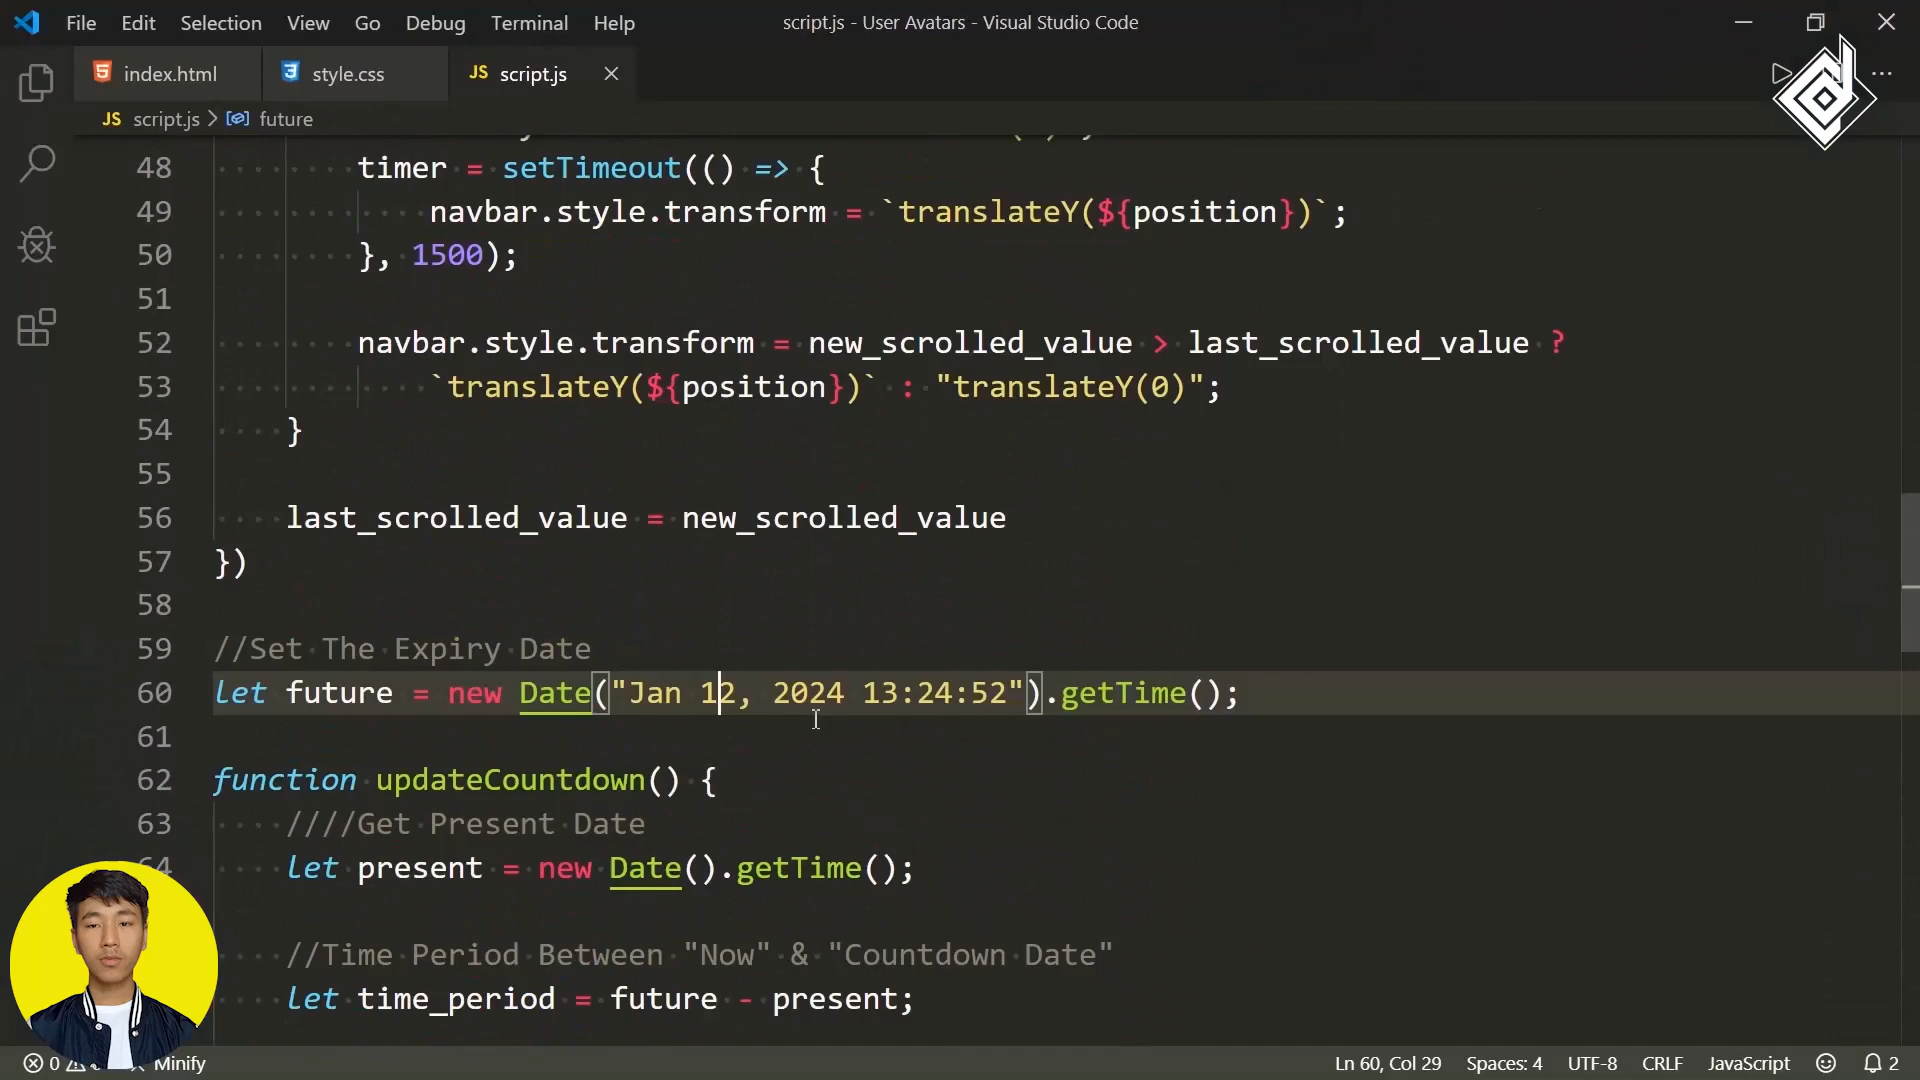 File Edit Selection View Go Debug Terminal Help script.js - User Avatars - Visual Studio Code
index.html style.css JS script.js
JS script.js > future
48 timer = setTimeout(() => {
49 navbar.style.transform = `translateY(${position})`;
50 }, 1500);
51
52 navbar.style.transform = new_scrolled_value > last_scrolled_value ?
53 `translateY(${position})` : "translateY(0)";
54 }
55
56 last_scrolled_value = new_scrolled_value
57 })
58
59 //Set The Expiry Date
60 let future = new Date("Jan 12, 2024 13:24:52").getTime();
61
62 function updateCountdown() {
63 ////Get Present Date
64 let present = new Date().getTime();
//Time Period Between "Now" & "Countdown Date"
let time_period = future - present;
0 Minify Ln 60, Col 29 Spaces: 4 UTF-8 CRLF JavaScript 2